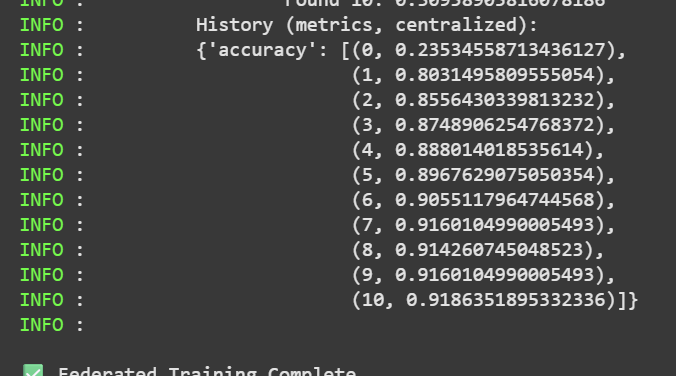 INFO : round 10: 0.30958905816078186
INFO : History (metrics, centralized):
INFO : {'accuracy': [(0, 0.23534558713436127),
INFO : (1, 0.8031495809555054),
INFO : (2, 0.8556430339813232),
INFO : (3, 0.8748906254768372),
INFO : (4, 0.888014018535614),
INFO : (5, 0.8967629075050354),
INFO : (6, 0.9055117964744568),
INFO : (7, 0.9160104990005493),
INFO : (8, 0.914260745048523),
INFO : (9, 0.9160104990005493),
INFO : (10, 0.9186351895332336)]}
INFO :
✅ Federated Training Complete